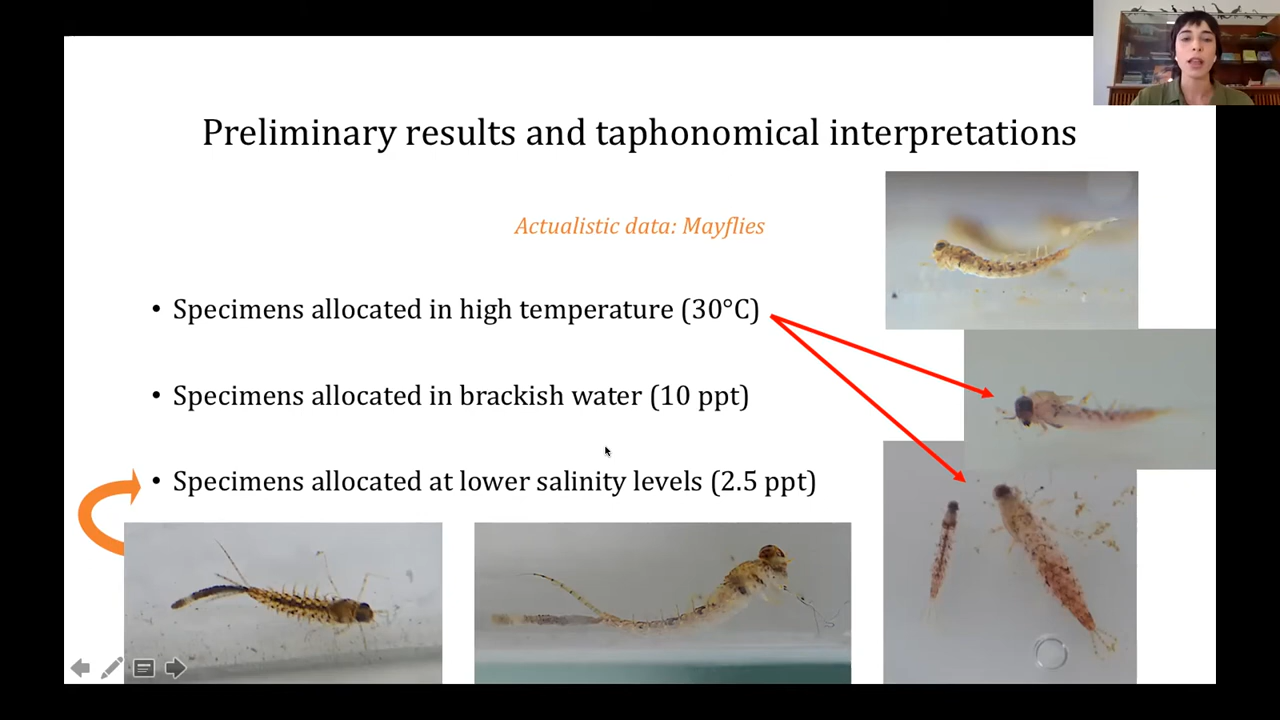 Preliminary results and taphonomical interpretations
Actualistic data: Mayflies
• Specimens allocated in high temperature (30°C)
• Specimens allocated in brackish water (10 ppt)
• Specimens allocated at lower salinity levels (2.5 ppt)